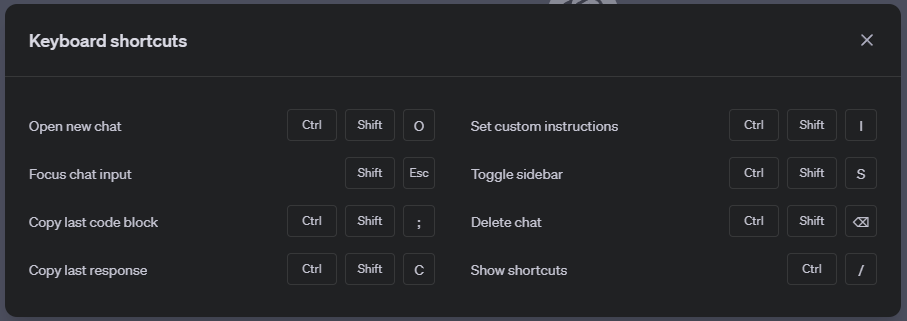 Keyboard shortcuts
Open new chat Ctrl Shift O
Set custom instructions Ctrl Shift I
Focus chat input Shift Esc
Toggle sidebar Ctrl Shift S
Copy last code block Ctrl Shift ;
Delete chat Ctrl Shift ⌫
Copy last response Ctrl Shift C
Show shortcuts Ctrl /